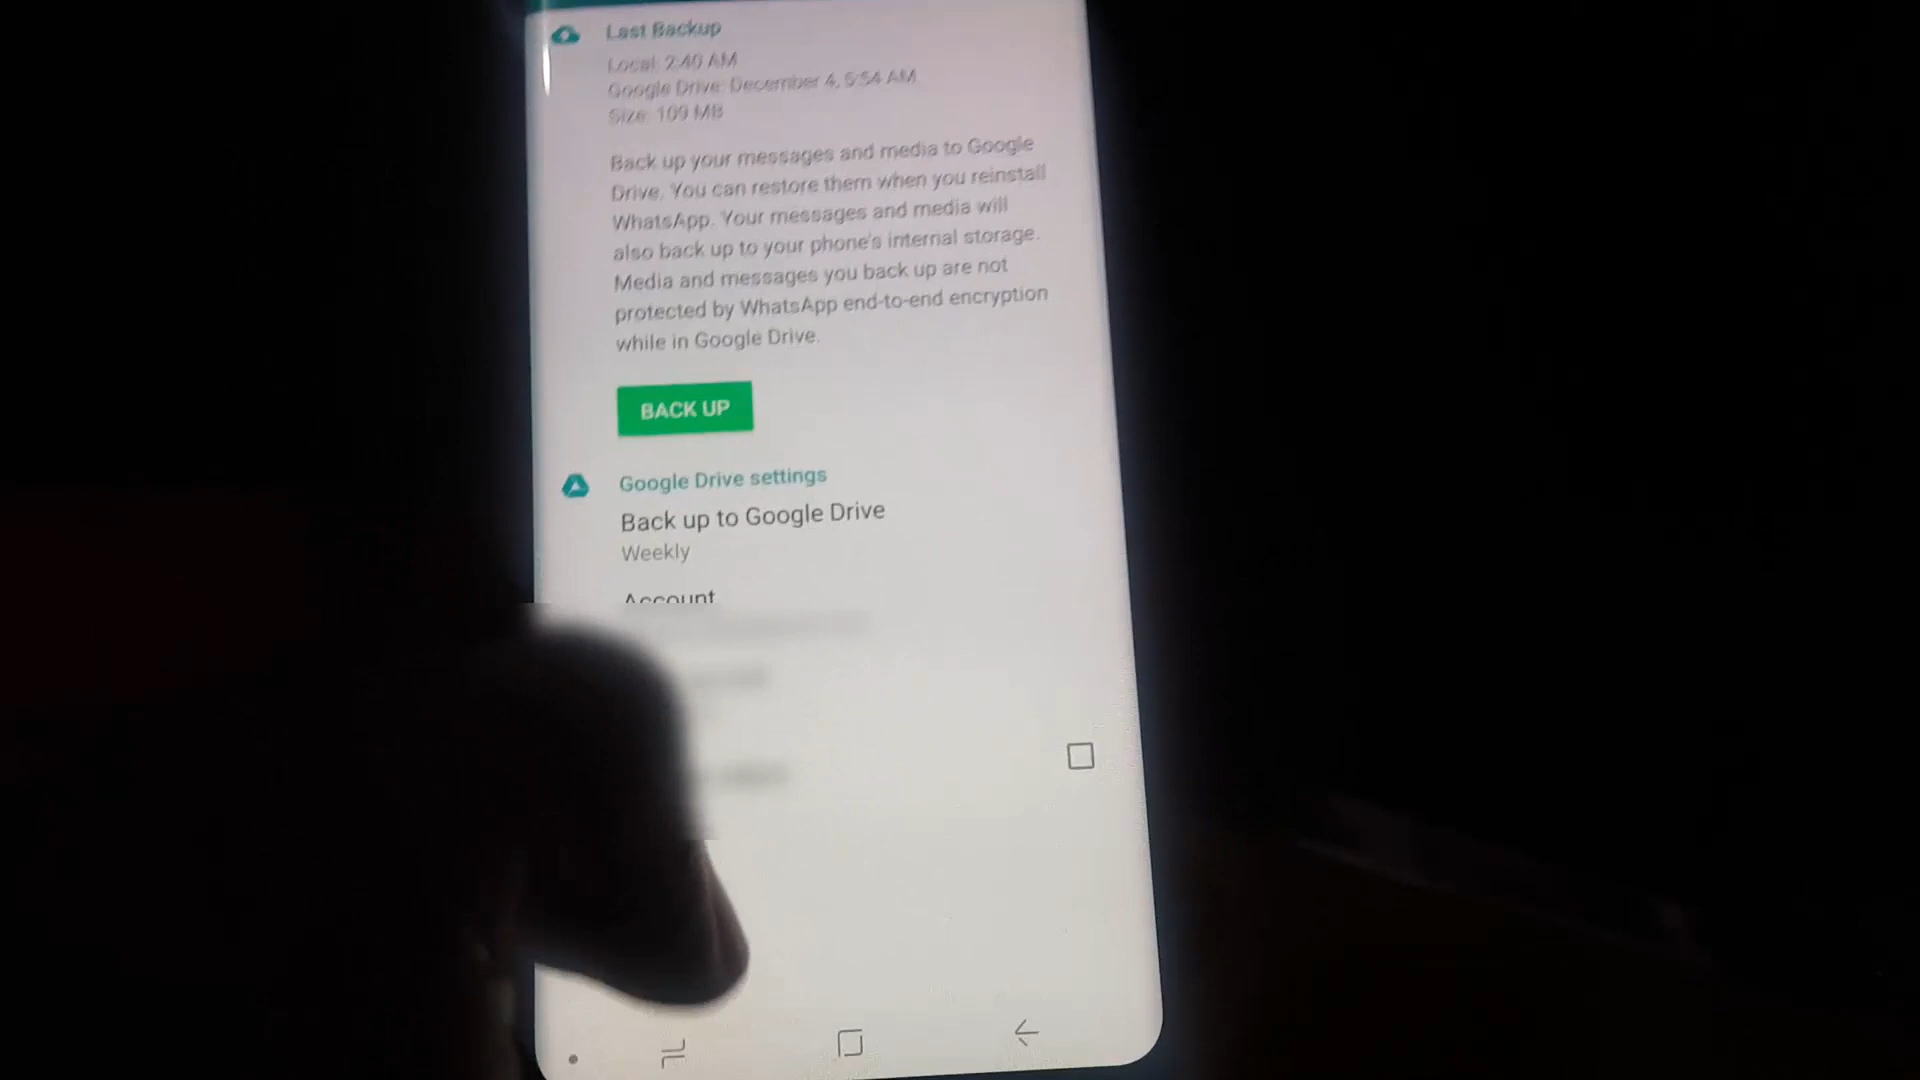 Last Backup
Local: 2:40 AM
Google Drive: December 4, 5:54 AM
Size: 109 MB
Back up your messages and media to Google
Drive. You can restore them when you reinstall
WhatsApp. Your messages and media will
also back up to your phone's internal storage.
Media and messages you back up are not
protected by WhatsApp end-to-end encryption
while in Google Drive.
BACK UP
Google Drive settings
Back up to Google Drive
Weekly
Account